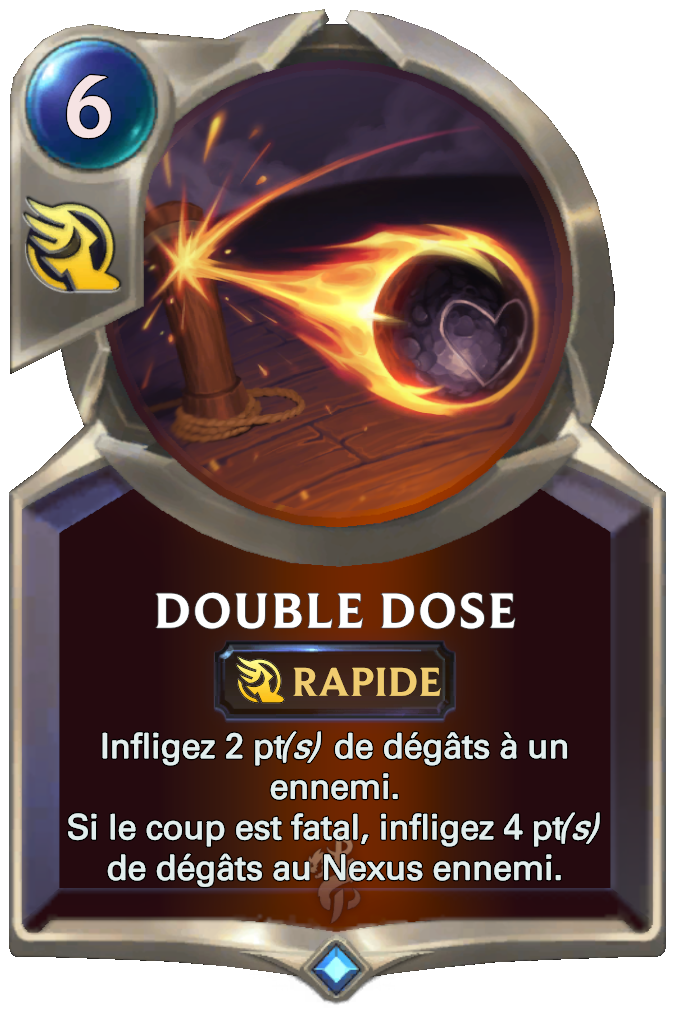 6
DOUBLE DOSE
RAPIDE
Infligez 2 pt(s) de dégâts à un
ennemi.
Si le coup est fatal, infligez 4 pt(s)
de dégâts au Nexus ennemi.